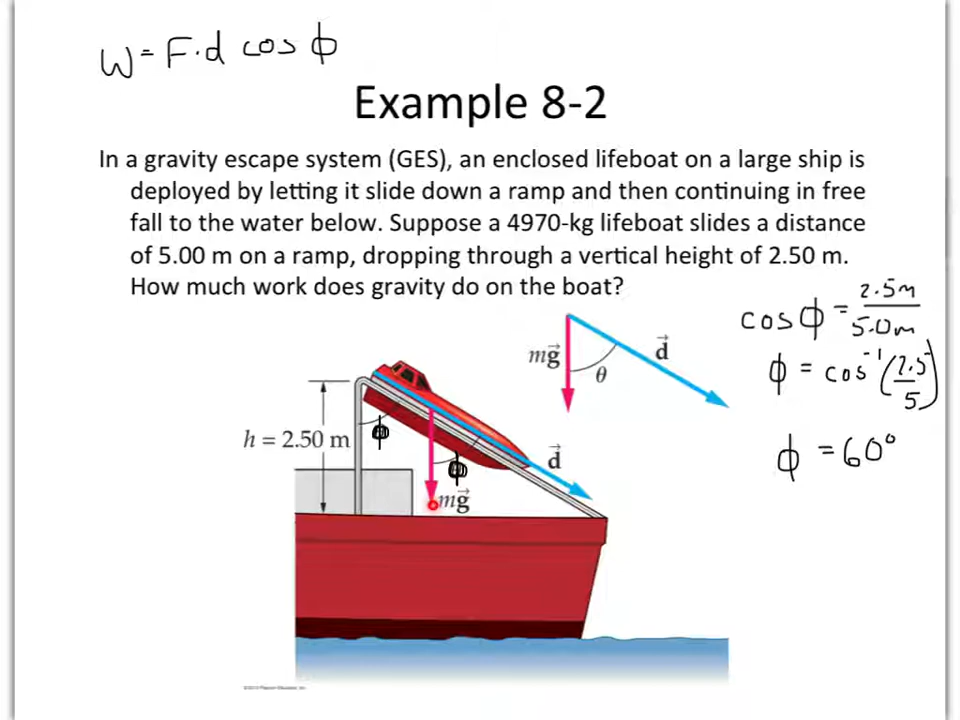 W = F·d cos ϕ
Example 8-2
In a gravity escape system (GES), an enclosed lifeboat on a large ship is
deployed by letting it slide down a ramp and then continuing in free
fall to the water below. Suppose a 4970-kg lifeboat slides a distance
of 5.00 m on a ramp, dropping through a vertical height of 2.50 m.
How much work does gravity do on the boat?
cos ϕ = 2.5m / 5.0m
mg⃗
d⃗
θ
ϕ = cos⁻¹ (2.5 / 5)
h = 2.50 m
ϕ
ϕ
d⃗
ϕ = 60°
mg⃗